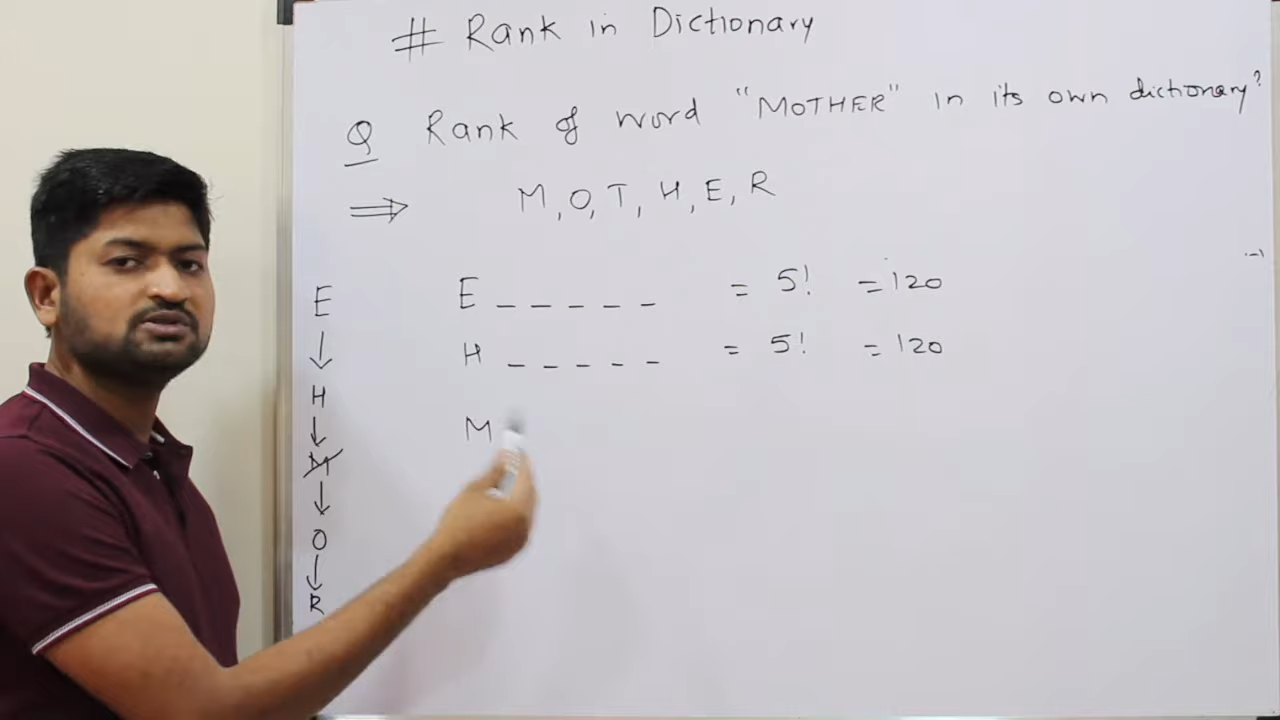 # Rank in Dictionary
Q Rank of word "MOTHER" in its own dictionary?
⇒ M, O, T, H, E, R
E _ _ _ _ _ = 5! = 120
H _ _ _ _ _ = 5! = 120
M
E
↓
H
↓
M
↓
O
↓
R